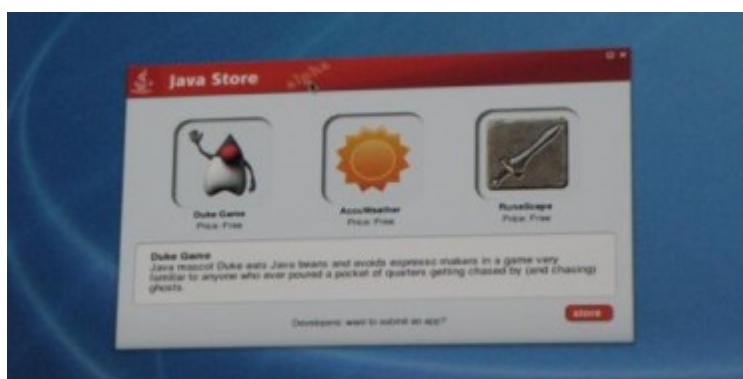 Java Store
alpha
Duke Game
Price: Free
AccuWeather
Price: Free
RuneScape
Price: Free
Duke Game
Java mascot Duke eats Java beans and avoids espresso makers in a game very
familiar to anyone who ever poured a pocket of quarters getting chased by (and chasing)
ghosts.
Developers: want to submit an app?
store